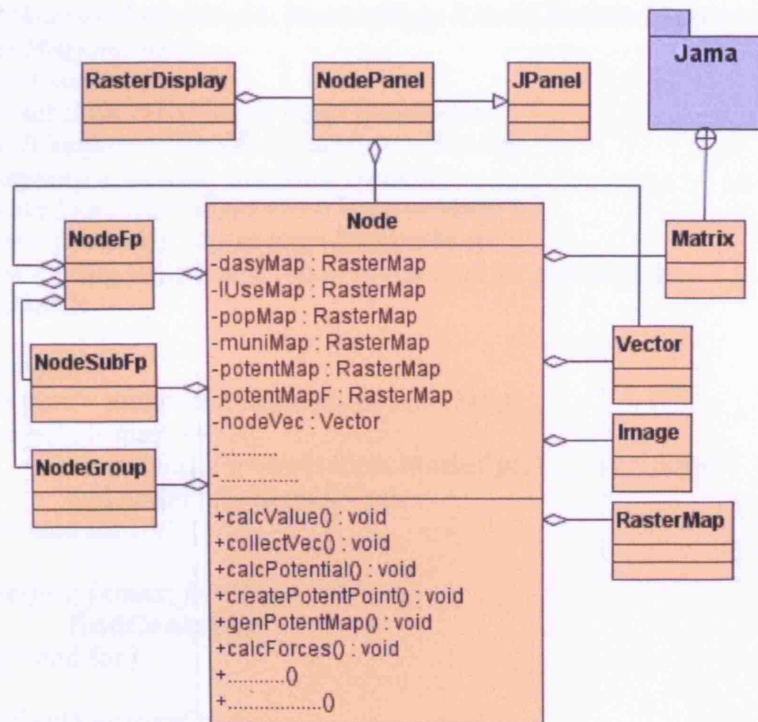 Jama
RasterDisplay
NodePanel
JPanel
Node
NodeFp
Matrix
-dasyMap : RasterMap
-lUseMap : RasterMap
-popMap : RasterMap
-muniMap : RasterMap
-potentMap : RasterMap
-potentMapF : RasterMap
-nodeVec : Vector
-............
-............
NodeSubFp
Vector
NodeGroup
Image
RasterMap
+calcValue() : void
+collectVec() : void
+calcPotential() : void
+createPotentPoint() : void
+genPotentMap() : void
+calcForces() : void
+.............()
+..................()